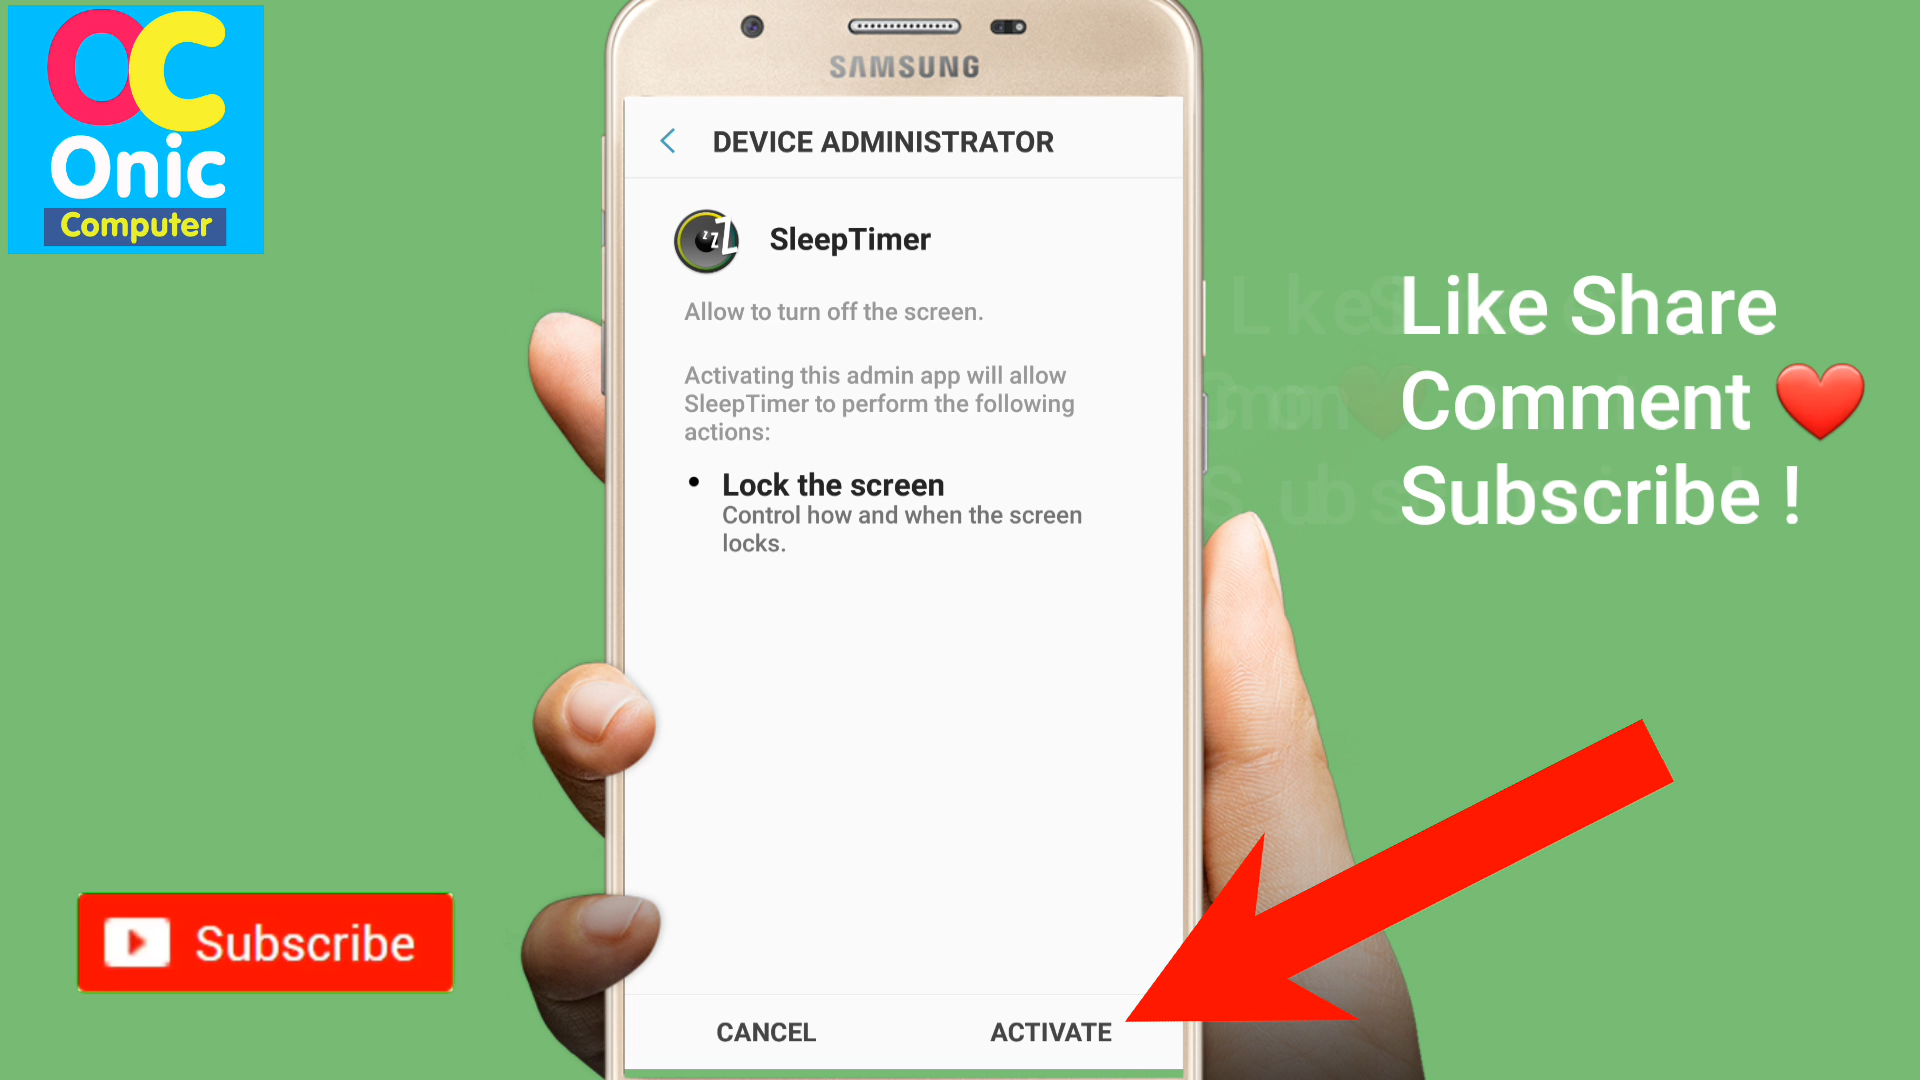 OC
Onic
Computer
SAMSUNG
DEVICE ADMINISTRATOR
zZZ
SleepTimer
Allow to turn off the screen.
Activating this admin app will allow
SleepTimer to perform the following
actions:
• Lock the screen
Control how and when the screen
locks.
CANCEL
ACTIVATE
Like Share
Comment ❤️
Subscribe !
Subscribe